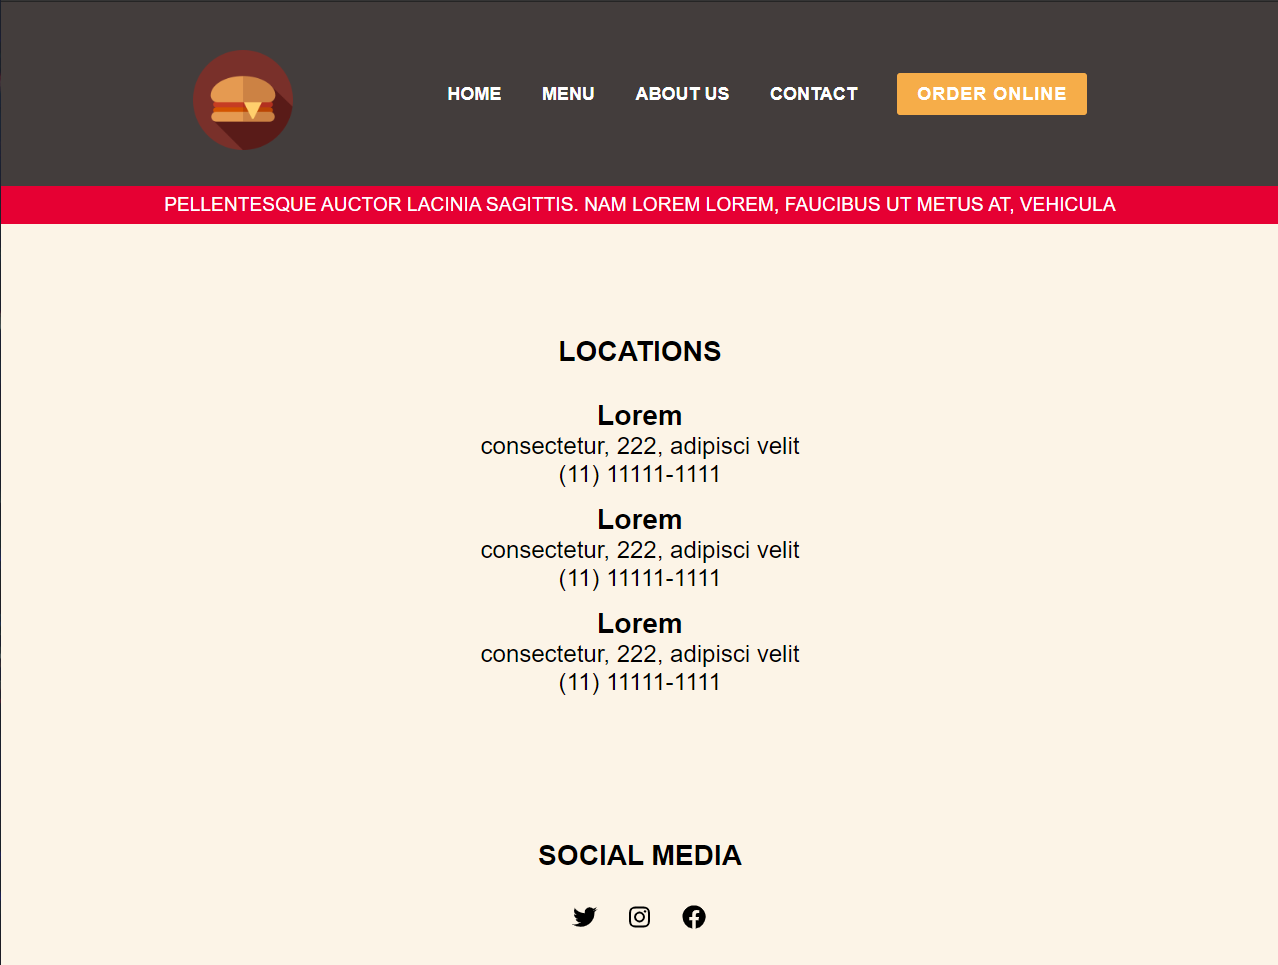 HOME MENU ABOUT US CONTACT ORDER ONLINE
PELLENTESQUE AUCTOR LACINIA SAGITTIS. NAM LOREM LOREM, FAUCIBUS UT METUS AT, VEHICULA
LOCATIONS
Lorem
consectetur, 222, adipisci velit
(11) 11111-1111
Lorem
consectetur, 222, adipisci velit
(11) 11111-1111
Lorem
consectetur, 222, adipisci velit
(11) 11111-1111
SOCIAL MEDIA